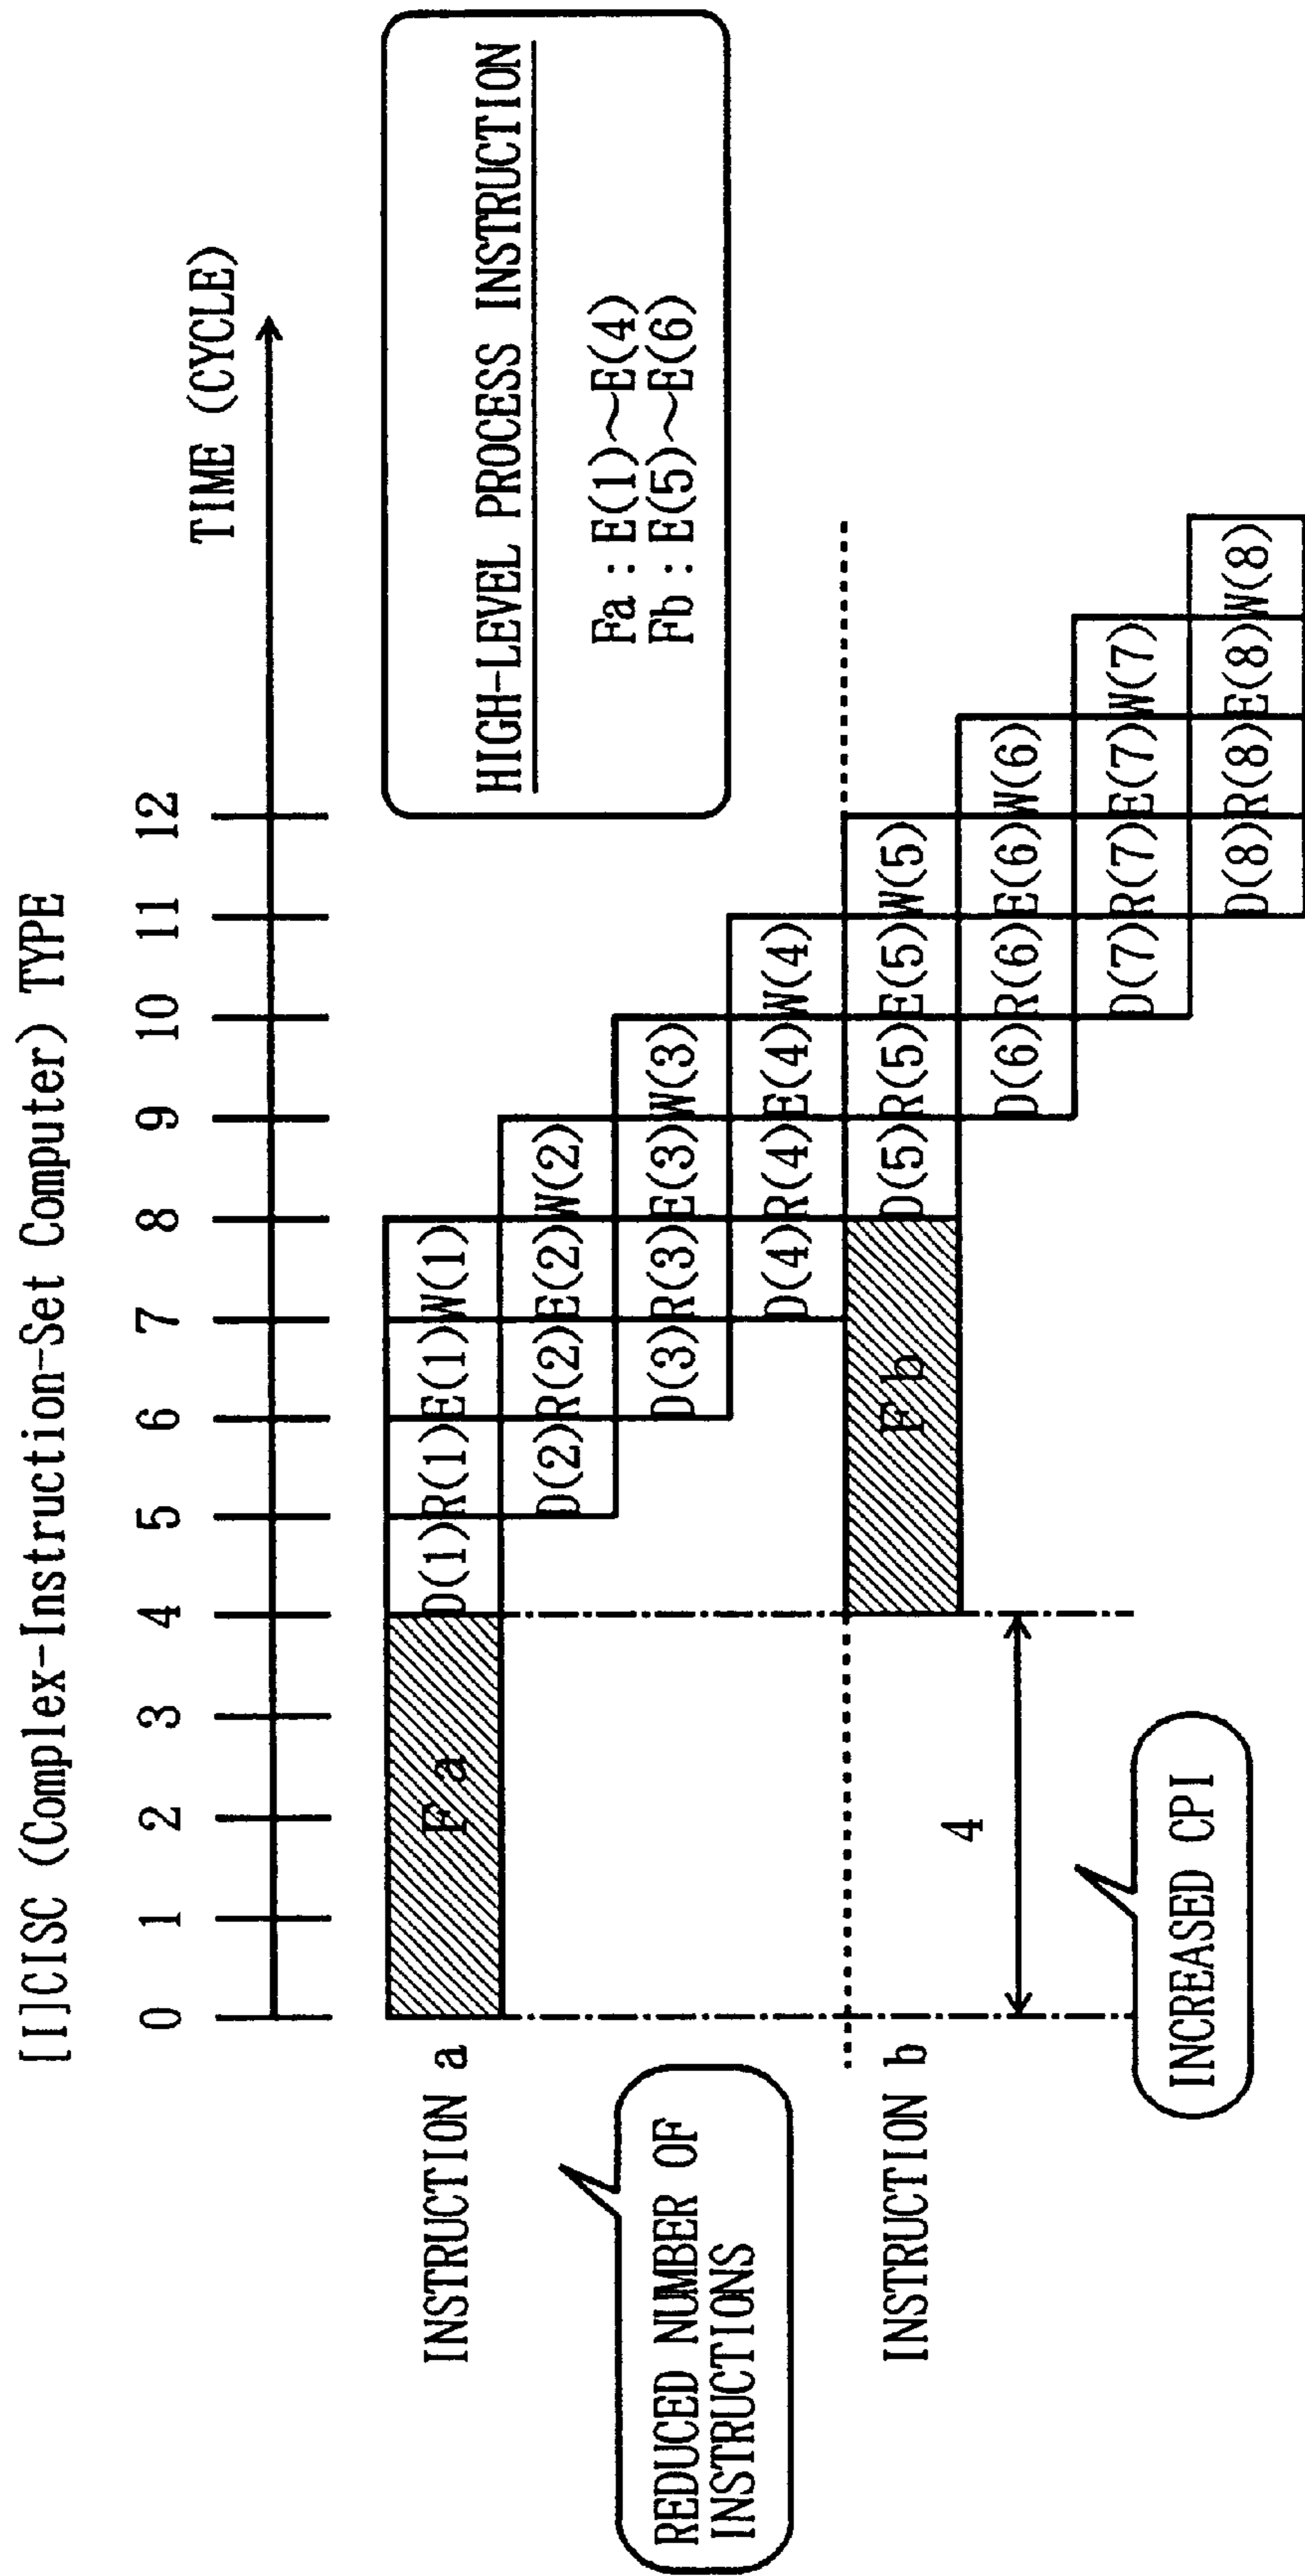 [I]CISC (Complex-Instruction-Set Computer) TYPE
TIME (CYCLE)
0 1 2 3 4 5 6 7 8 9 10 11 12
INSTRUCTION a
Fa D(1) R(1) E(1) W(1)
D(2) R(2) E(2) W(2)
D(3) R(3) E(3) W(3)
D(4) R(4) E(4) W(4)
HIGH-LEVEL PROCESS INSTRUCTION
Fa : E(1)~E(4)
Fb : E(5)~E(6)
REDUCED NUMBER OF
INSTRUCTIONS
INSTRUCTION b
Fb D(5) R(5) E(5) W(5)
D(6) R(6) E(6) W(6)
D(7) R(7) E(7) W(7)
D(8) R(8) E(8) W(8)
4
INCREASED CPI